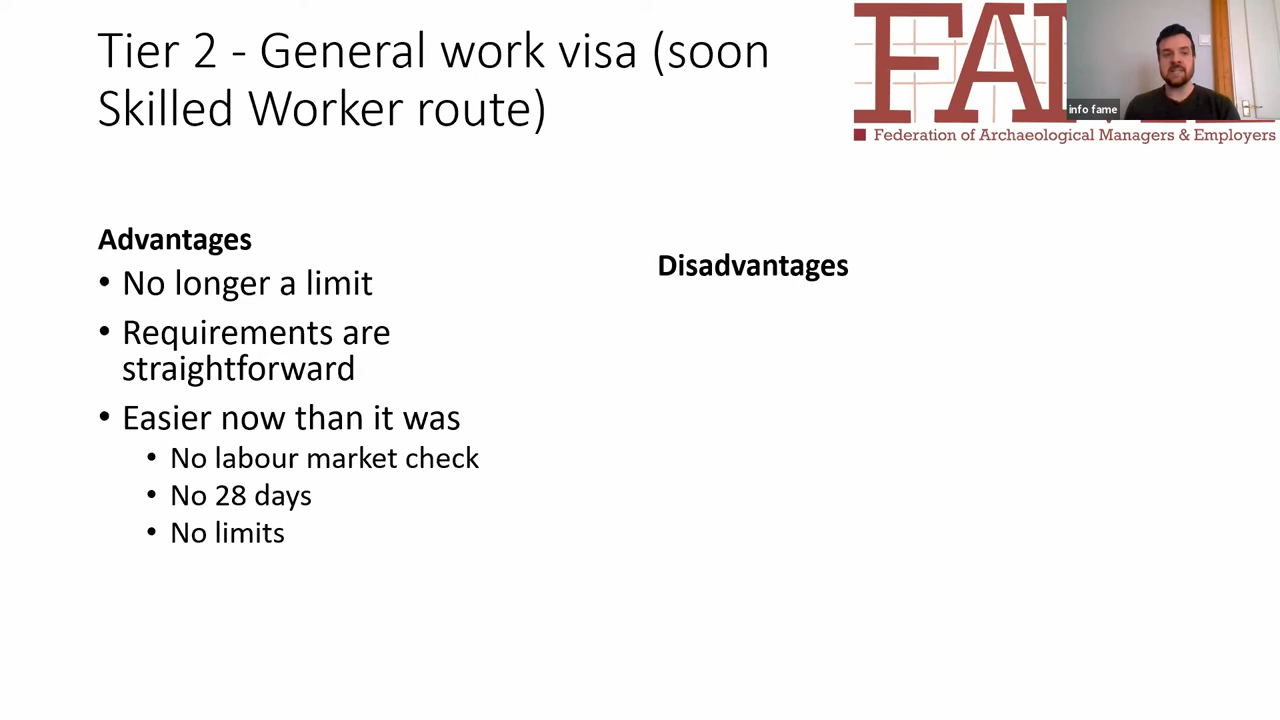 Tier 2 - General work visa (soon
Skilled Worker route)
FA
info fame
Federation of Archaeological Managers & Employers
Advantages
• No longer a limit
• Requirements are
straightforward
• Easier now than it was
• No labour market check
• No 28 days
• No limits
Disadvantages